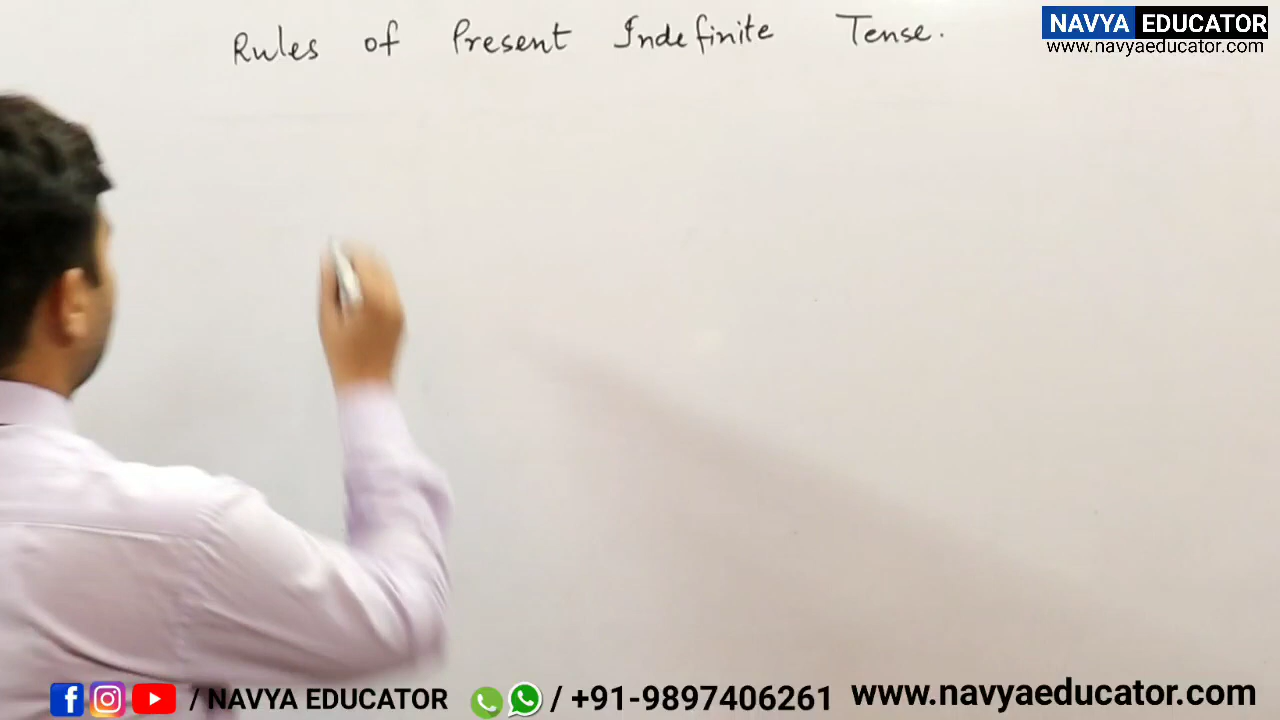 Rules of Present Indefinite Tense.
NAVYA EDUCATOR
www.navyaeducator.com
/ NAVYA EDUCATOR / +91-9897406261 www.navyaeducator.com